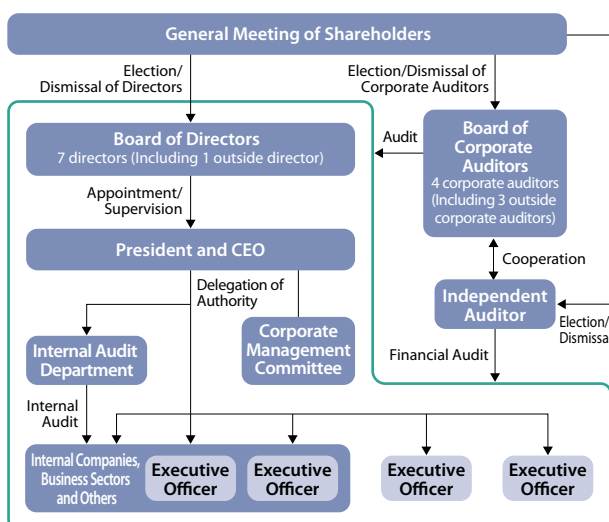 General Meeting of Shareholders
Election/
Dismissal of Directors
Election/Dismissal of
Corporate Auditors
Board of Directors
7 directors (Including 1 outside director)
Audit
Board of
Corporate
Auditors
4 corporate auditors
(Including 3 outside
corporate auditors)
Appointment/
Supervision
President and CEO
Cooperation
Delegation of
Authority
Independent
Auditor
Election/
Dismissa
Internal Audit
Department
Corporate
Management
Committee
Financial Audit
Internal
Audit
Internal Companies,
Business Sectors
and Others
Executive
Officer
Executive
Officer
Executive
Officer
Executive
Officer